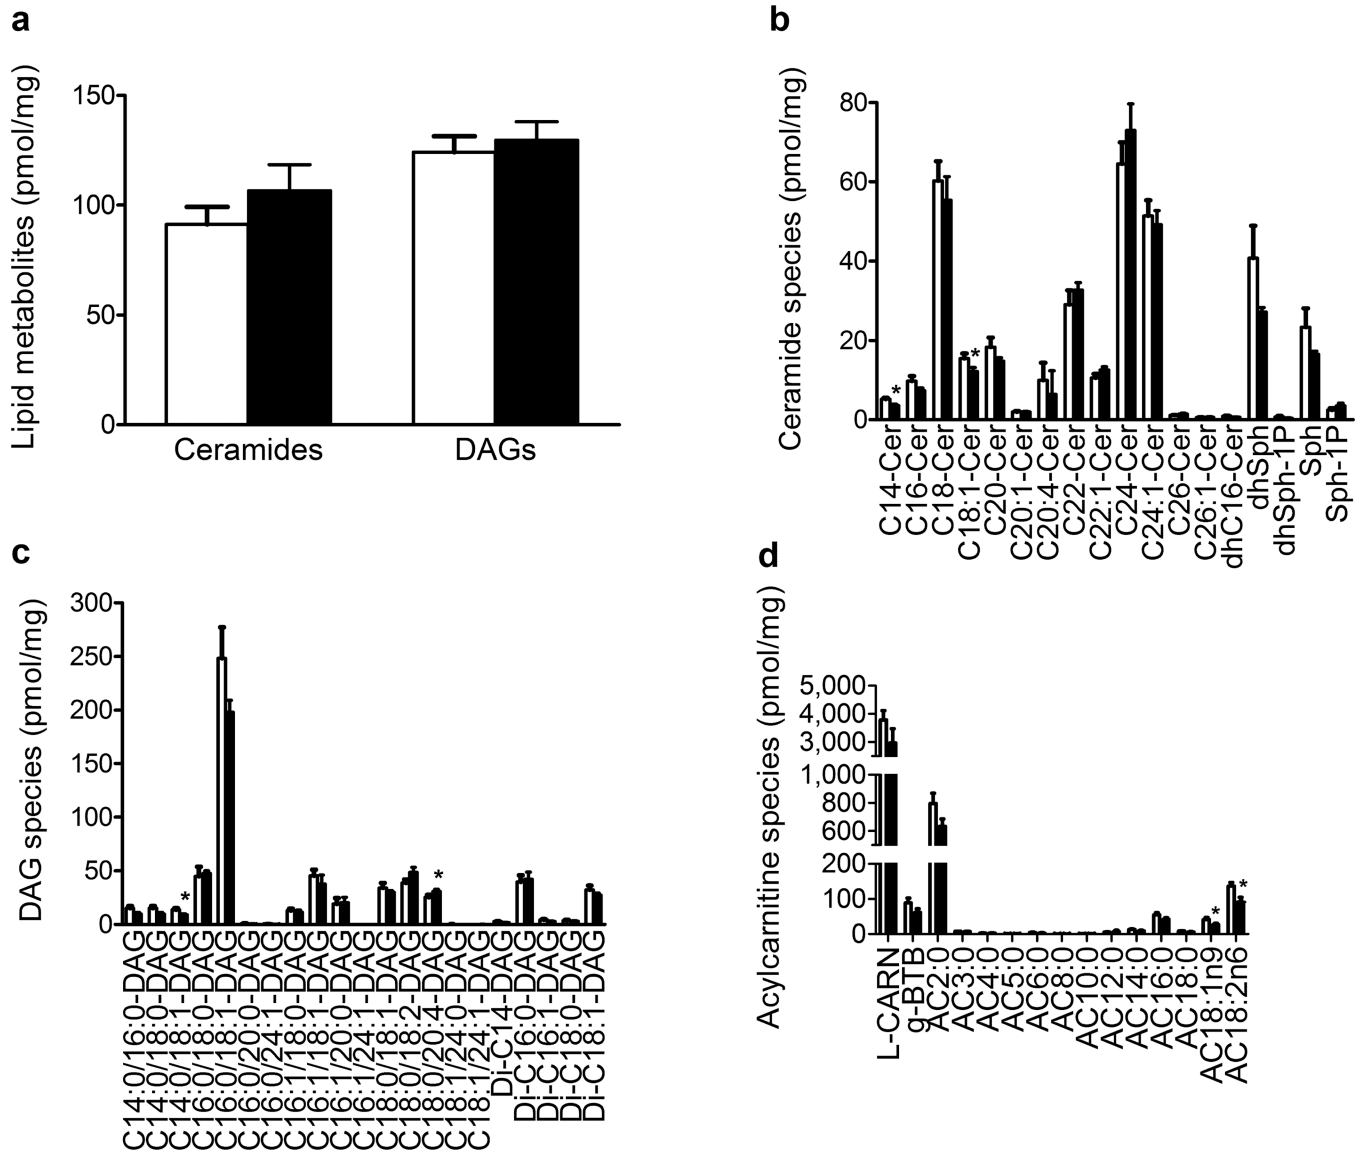 a
Lipid metabolites (pmol/mg)
150
100
50
0
Ceramides
DAGs
b
Ceramide species (pmol/mg)
80
60
40
20
0
*
*
C14-Cer
C16-Cer
C18-Cer
C18:1-Cer
C20-Cer
C20:1-Cer
C20:4-Cer
C22-Cer
C22:1-Cer
C24-Cer
C24:1-Cer
C26-Cer
C26:1-Cer
dhC16-Cer
dhSph
dhSph-1P
Sph
Sph-1P
c
DAG species (pmol/mg)
300
250
200
150
100
50
0
*
*
C14:0/16:0-DAG
C14:0/18:0-DAG
C14:0/18:1-DAG
C16:0/18:0-DAG
C16:0/18:1-DAG
C16:0/20:0-DAG
C16:0/24:1-DAG
C16:1/18:0-DAG
C16:1/18:1-DAG
C16:1/20:0-DAG
C16:1/24:1-DAG
C18:0/18:1-DAG
C18:0/18:2-DAG
C18:0/20:4-DAG
C18:1/24:0-DAG
C18:1/24:1-DAG
Di-C14-DAG
Di-C16:0-DAG
Di-C16:1-DAG
Di-C18:0-DAG
Di-C18:1-DAG
d
Acylcarnitine species (pmol/mg)
5,000
4,000
3,000
1,000
800
600
200
100
0
*
*
L-CARN
g-BTB
AC2:0
AC3:0
AC4:0
AC5:0
AC6:0
AC8:0
AC10:0
AC12:0
AC14:0
AC16:0
AC18:0
AC18:1n9
AC18:2n6